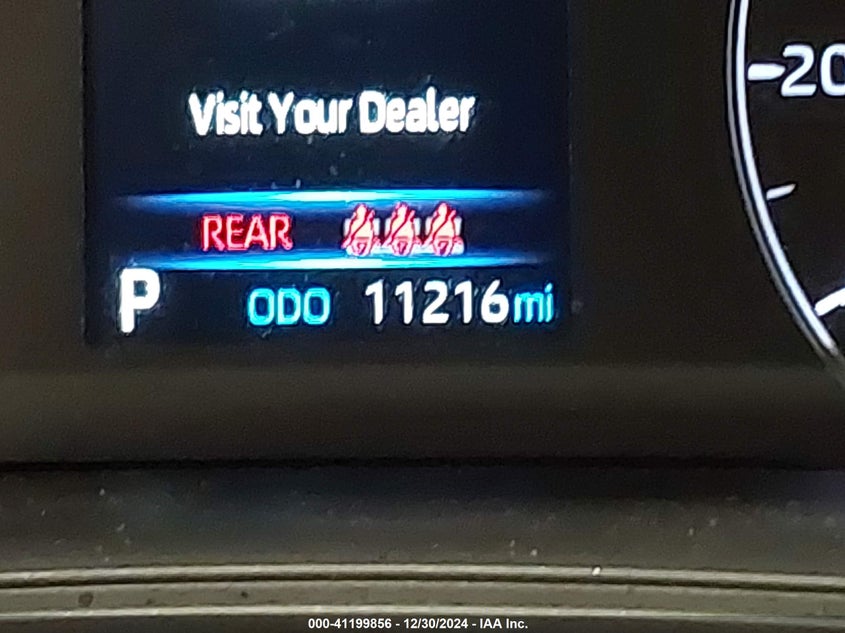 Visit Your Dealer
20
REAR
P ODO 11216mi
000-41199856 - 12/30/2024 - IAA Inc.